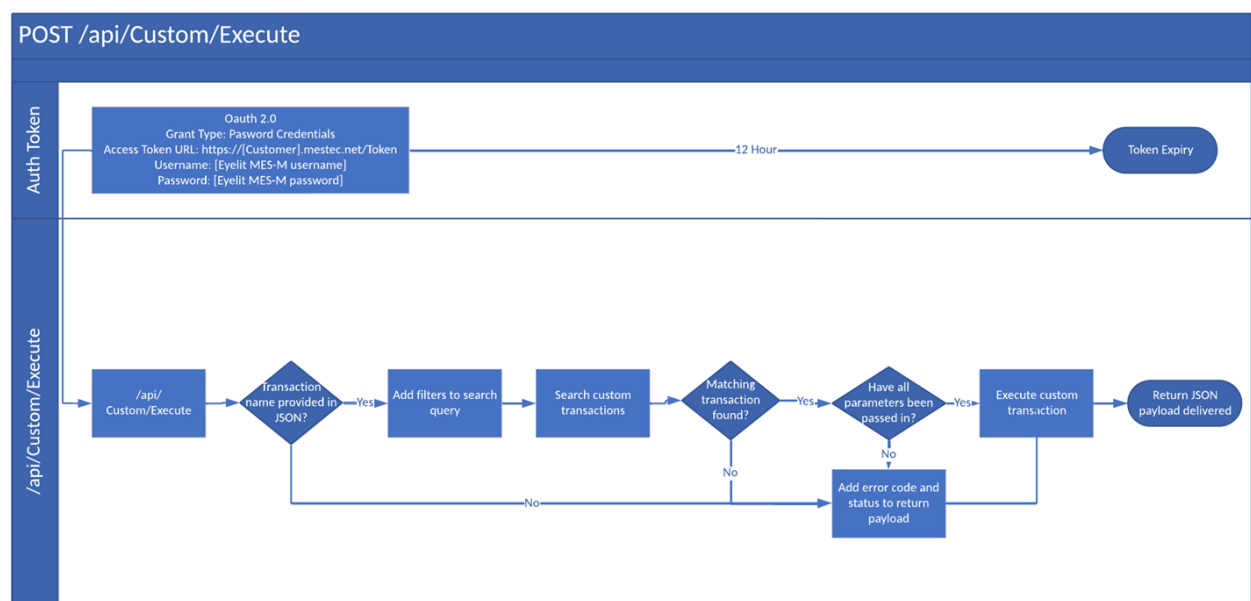 POST /api/Custom/Execute
Auth Token
Oauth 2.0
Grant Type: Pasword Credentials
Access Token URL: https://[Customer].mestec.net/Token
Username: [Eyelit MES-M username]
Password: [Eyelit MES-M password]
12 Hour
Token Expiry
/api/Custom/Execute
/api/
Custom/Execute
Transaction
name provided in
JSON?
Yes
Add filters to search
query
Search custom
transactions
Matching
transaction
found?
Yes
Have all
parameters been
passed in?
Yes
Execute custom
transaction
Return JSON
payload delivered
No
No
No
Add error code and
status to return
payload